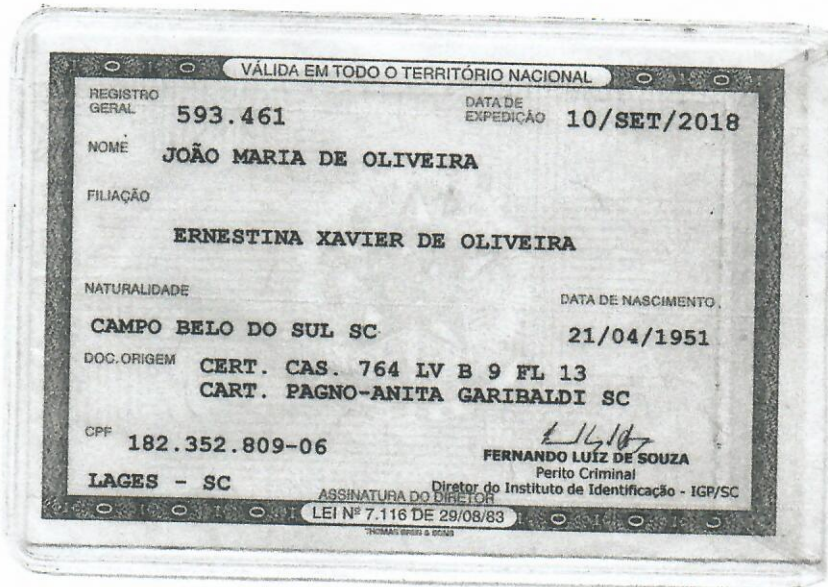 VÁLIDA EM TODO O TERRITÓRIO NACIONAL
REGISTRO GERAL 593.461 DATA DE EXPEDIÇÃO 10/SET/2018
NOME JOÃO MARIA DE OLIVEIRA
FILIAÇÃO
ERNESTINA XAVIER DE OLIVEIRA
NATURALIDADE DATA DE NASCIMENTO
CAMPO BELO DO SUL SC 21/04/1951
DOC.ORIGEM CERT. CAS. 764 LV B 9 FL 13
CART. PAGNO-ANITA GARIBALDI SC
CPF 182.352.809-06
FERNANDO LUIZ DE SOUZA
Perito Criminal
LAGES - SC Diretor do Instituto de Identificação - IGP/SC
ASSINATURA DO DIRETOR
LEI Nº 7.116 DE 29/08/83